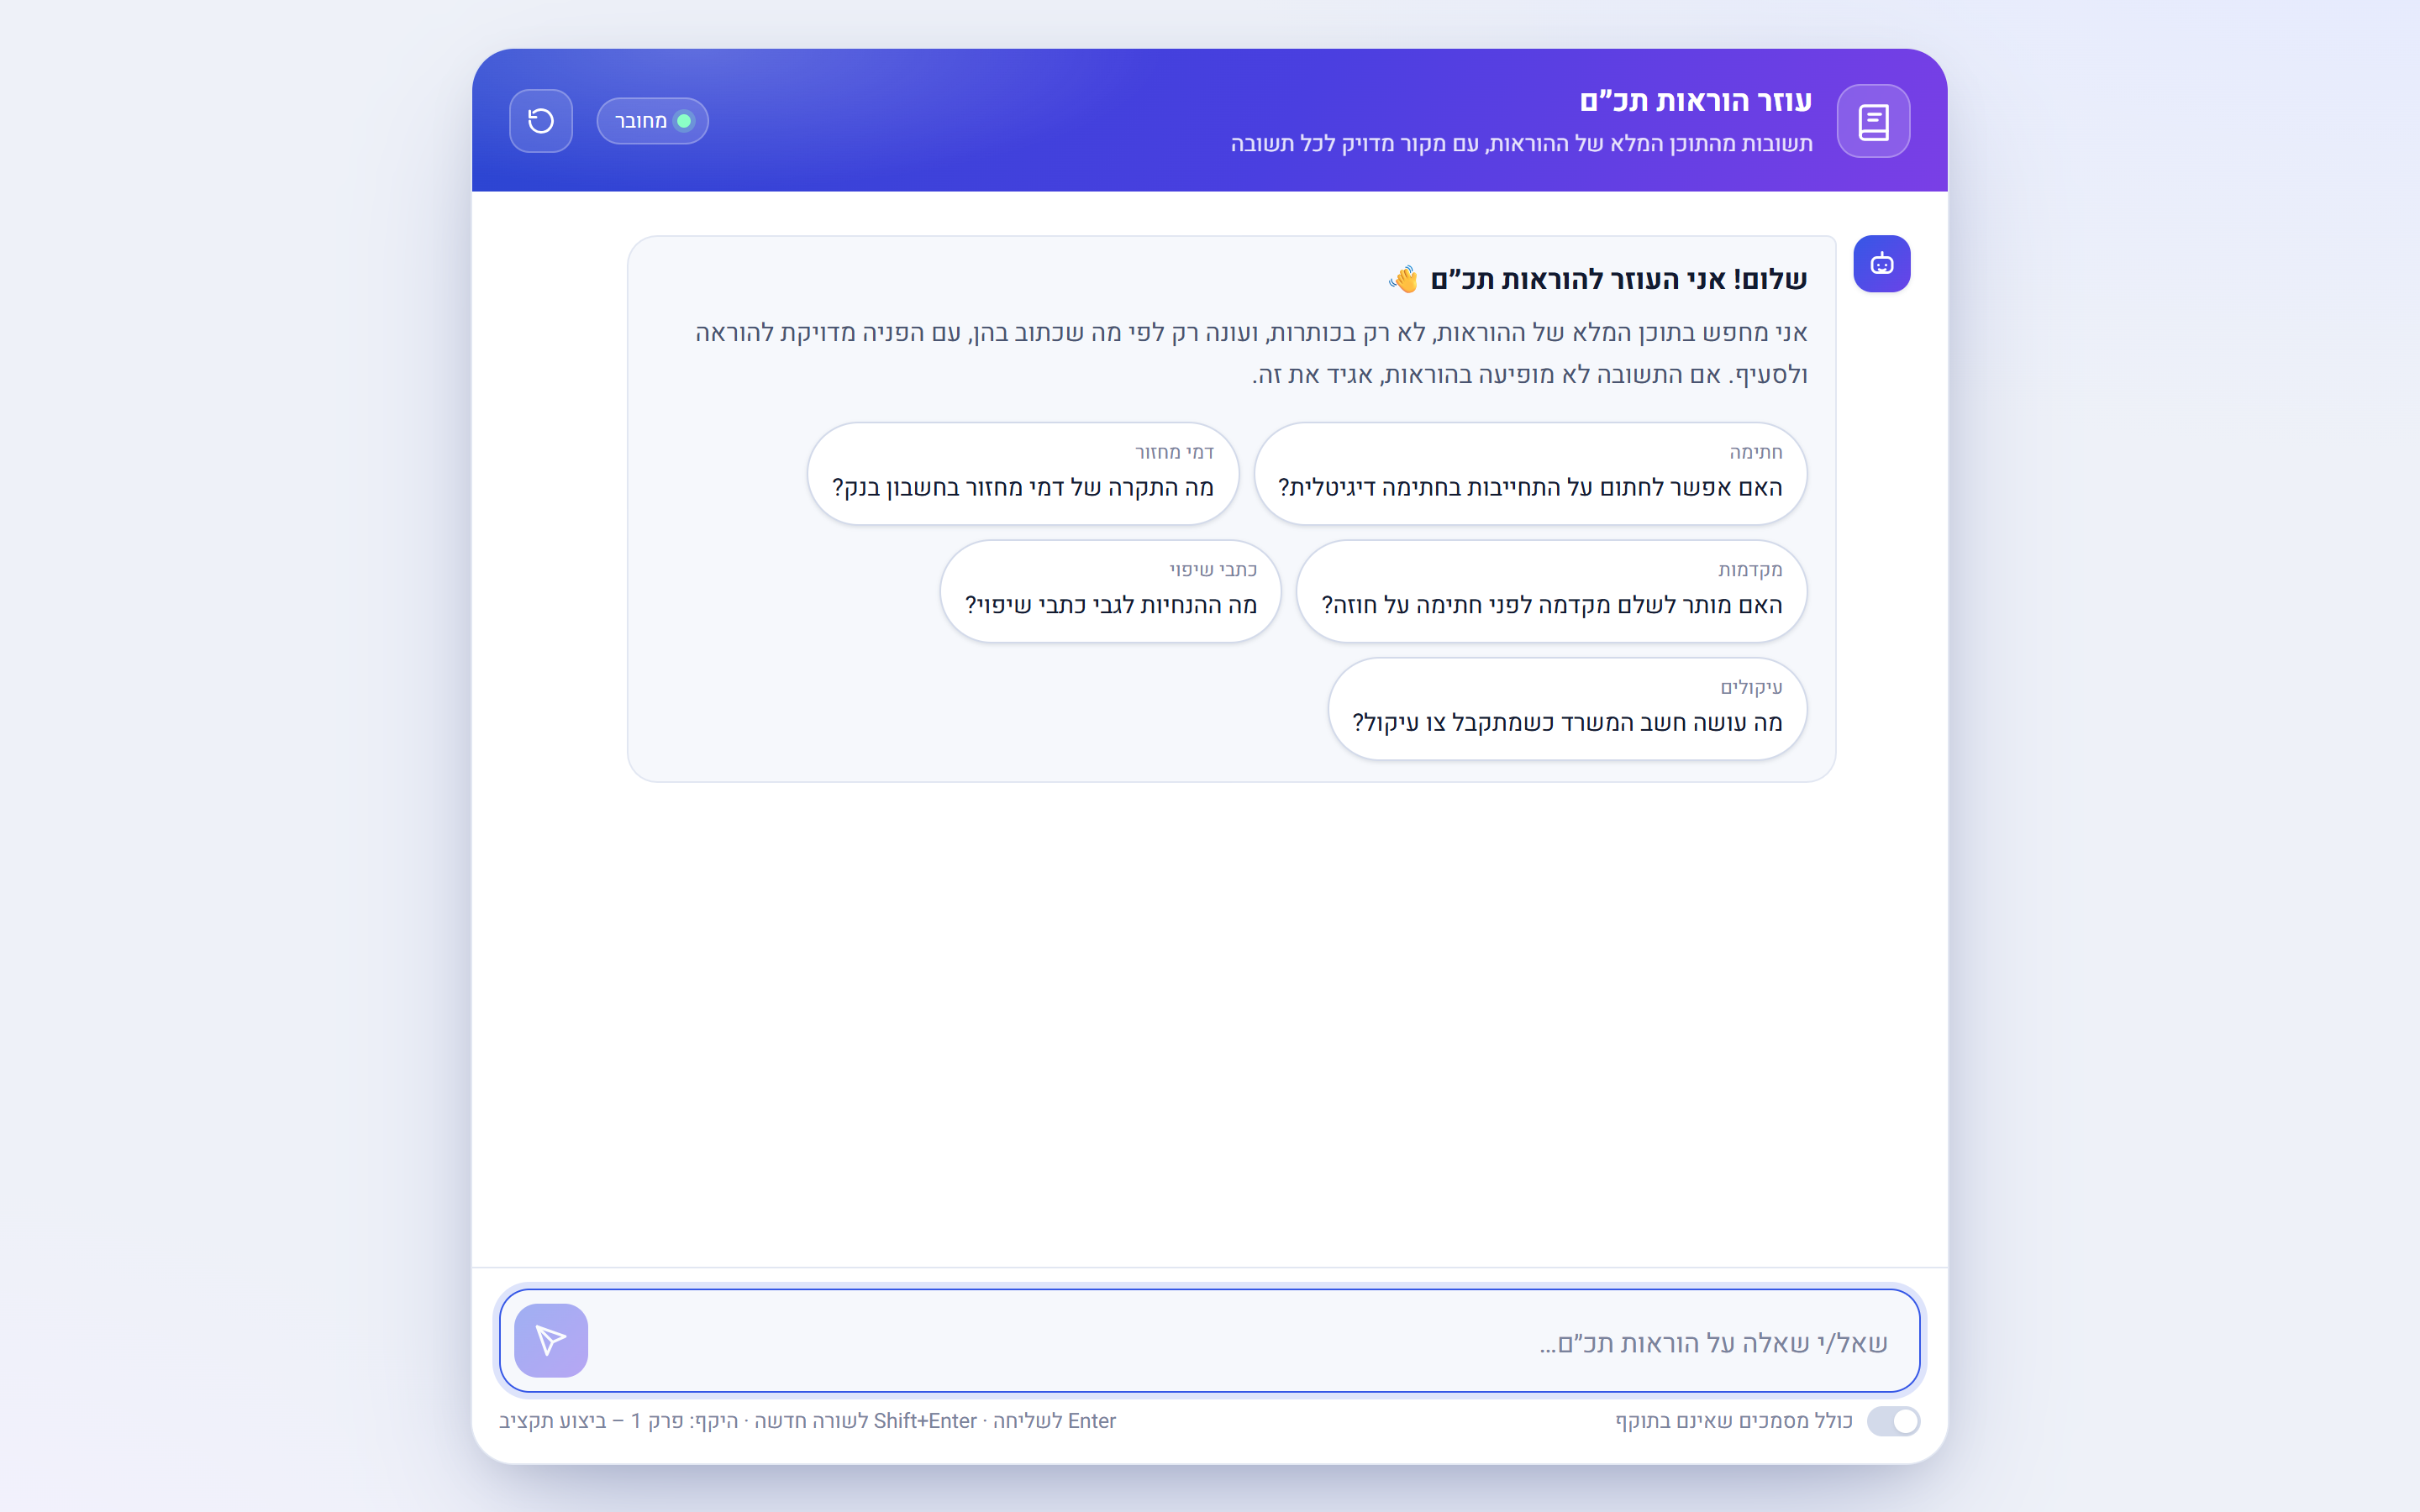 עוזר הוראות תכ״ם
תשובות מהתוכן המלא של ההוראות, עם מקור מדויק לכל תשובה
מחובר
שלום! אני העוזר להוראות תכ״ם 👋
אני מחפש בתוכן המלא של ההוראות, לא רק בכותרות, ועונה רק לפי מה שכתוב בהן, עם הפניה מדויקת להוראה
ולסעיף. אם התשובה לא מופיעה בהוראות, אגיד את זה.
חתימה
האם אפשר לחתום על התחייבות בחתימה דיגיטלית?
דמי מחזור
מה התקרה של דמי מחזור בחשבון בנק?
מקדמות
האם מותר לשלם מקדמה לפני חתימה על חוזה?
כתבי שיפוי
מה ההנחיות לגבי כתבי שיפוי?
עיקולים
מה עושה חשב המשרד כשמתקבל צו עיקול?
שאל/י שאלה על הוראות תכ״ם...
כולל מסמכים שאינם בתוקף
Enter לשליחה · Shift+Enter לשורה חדשה · היקף: פרק 1 – ביצוע תקציב